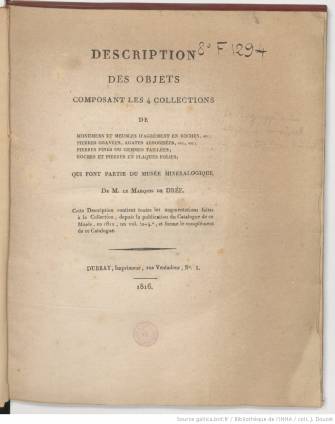 8° F 1294
DESCRIPTION
DES OBJETS
COMPOSANT LES 4 COLLECTIONS
DE
MONUMENS ET MEUBLES D'AGRÉMENT EN ROCHES, etc.;
PIERRES GRAVÉES, AGATES ARBORISÉES, etc., etc.;
PIERRES FINES OU GEMMES TAILLÉES;
ROCHES ET PIERRES EN PLAQUES POLIES;
QUI FONT PARTIE DU MUSÉE MINÉRALOGIQUE
De M. le Marquis de DRÉE.
Cette Description contient toutes les augmentations faites
à la Collection, depuis la publication du Catalogue de ce
Musée, en 1811, un vol. in-4.°, et forme le complément
de ce Catalogue.
DUBRAY, Imprimeur, rue Ventadour, N°. 5.
1816.
Source gallica.bnf.fr / Bibliothèque de l'INHA / coll. J. Doucet